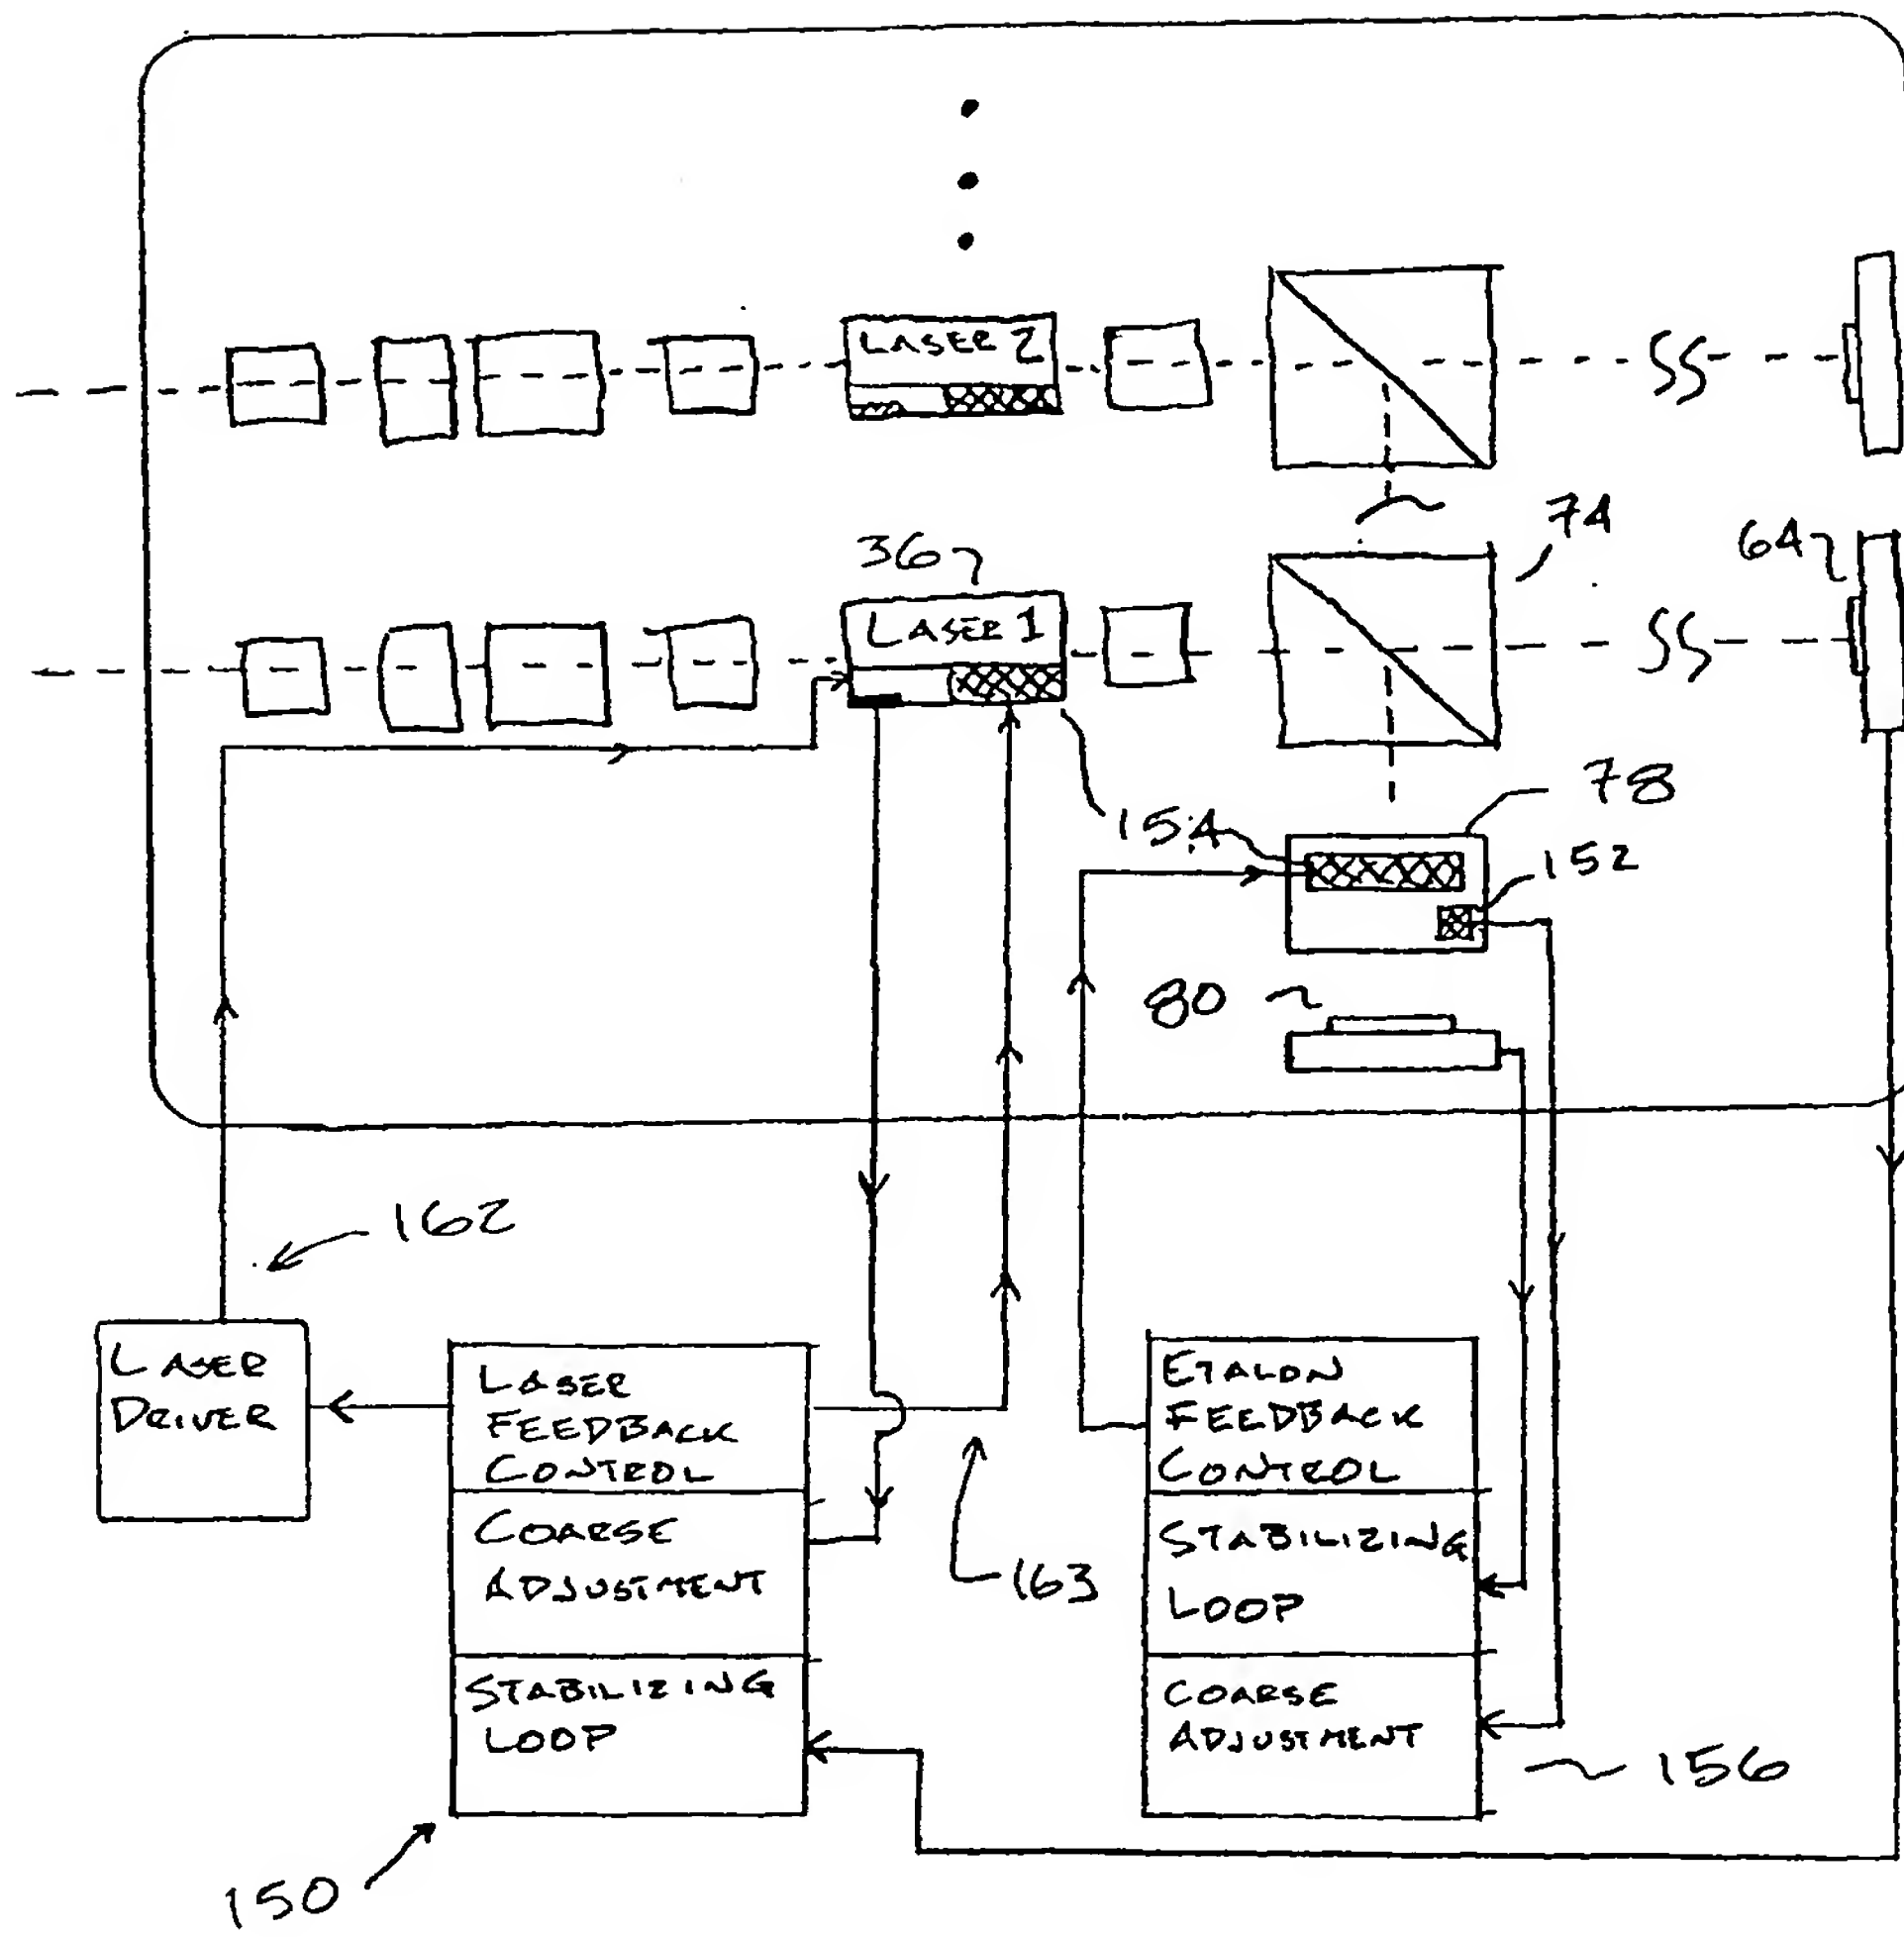 LASER 2
74
64
36
LASER 1
78
154
152
80
162
LASER
DRIVER
LASER
FEEDBACK
CONTROL
COARSE
ADJUSTMENT
STABILIZING
LOOP
163
ETALON
FEEDBACK
CONTROL
STABILIZING
LOOP
COARSE
ADJUSTMENT
156
150